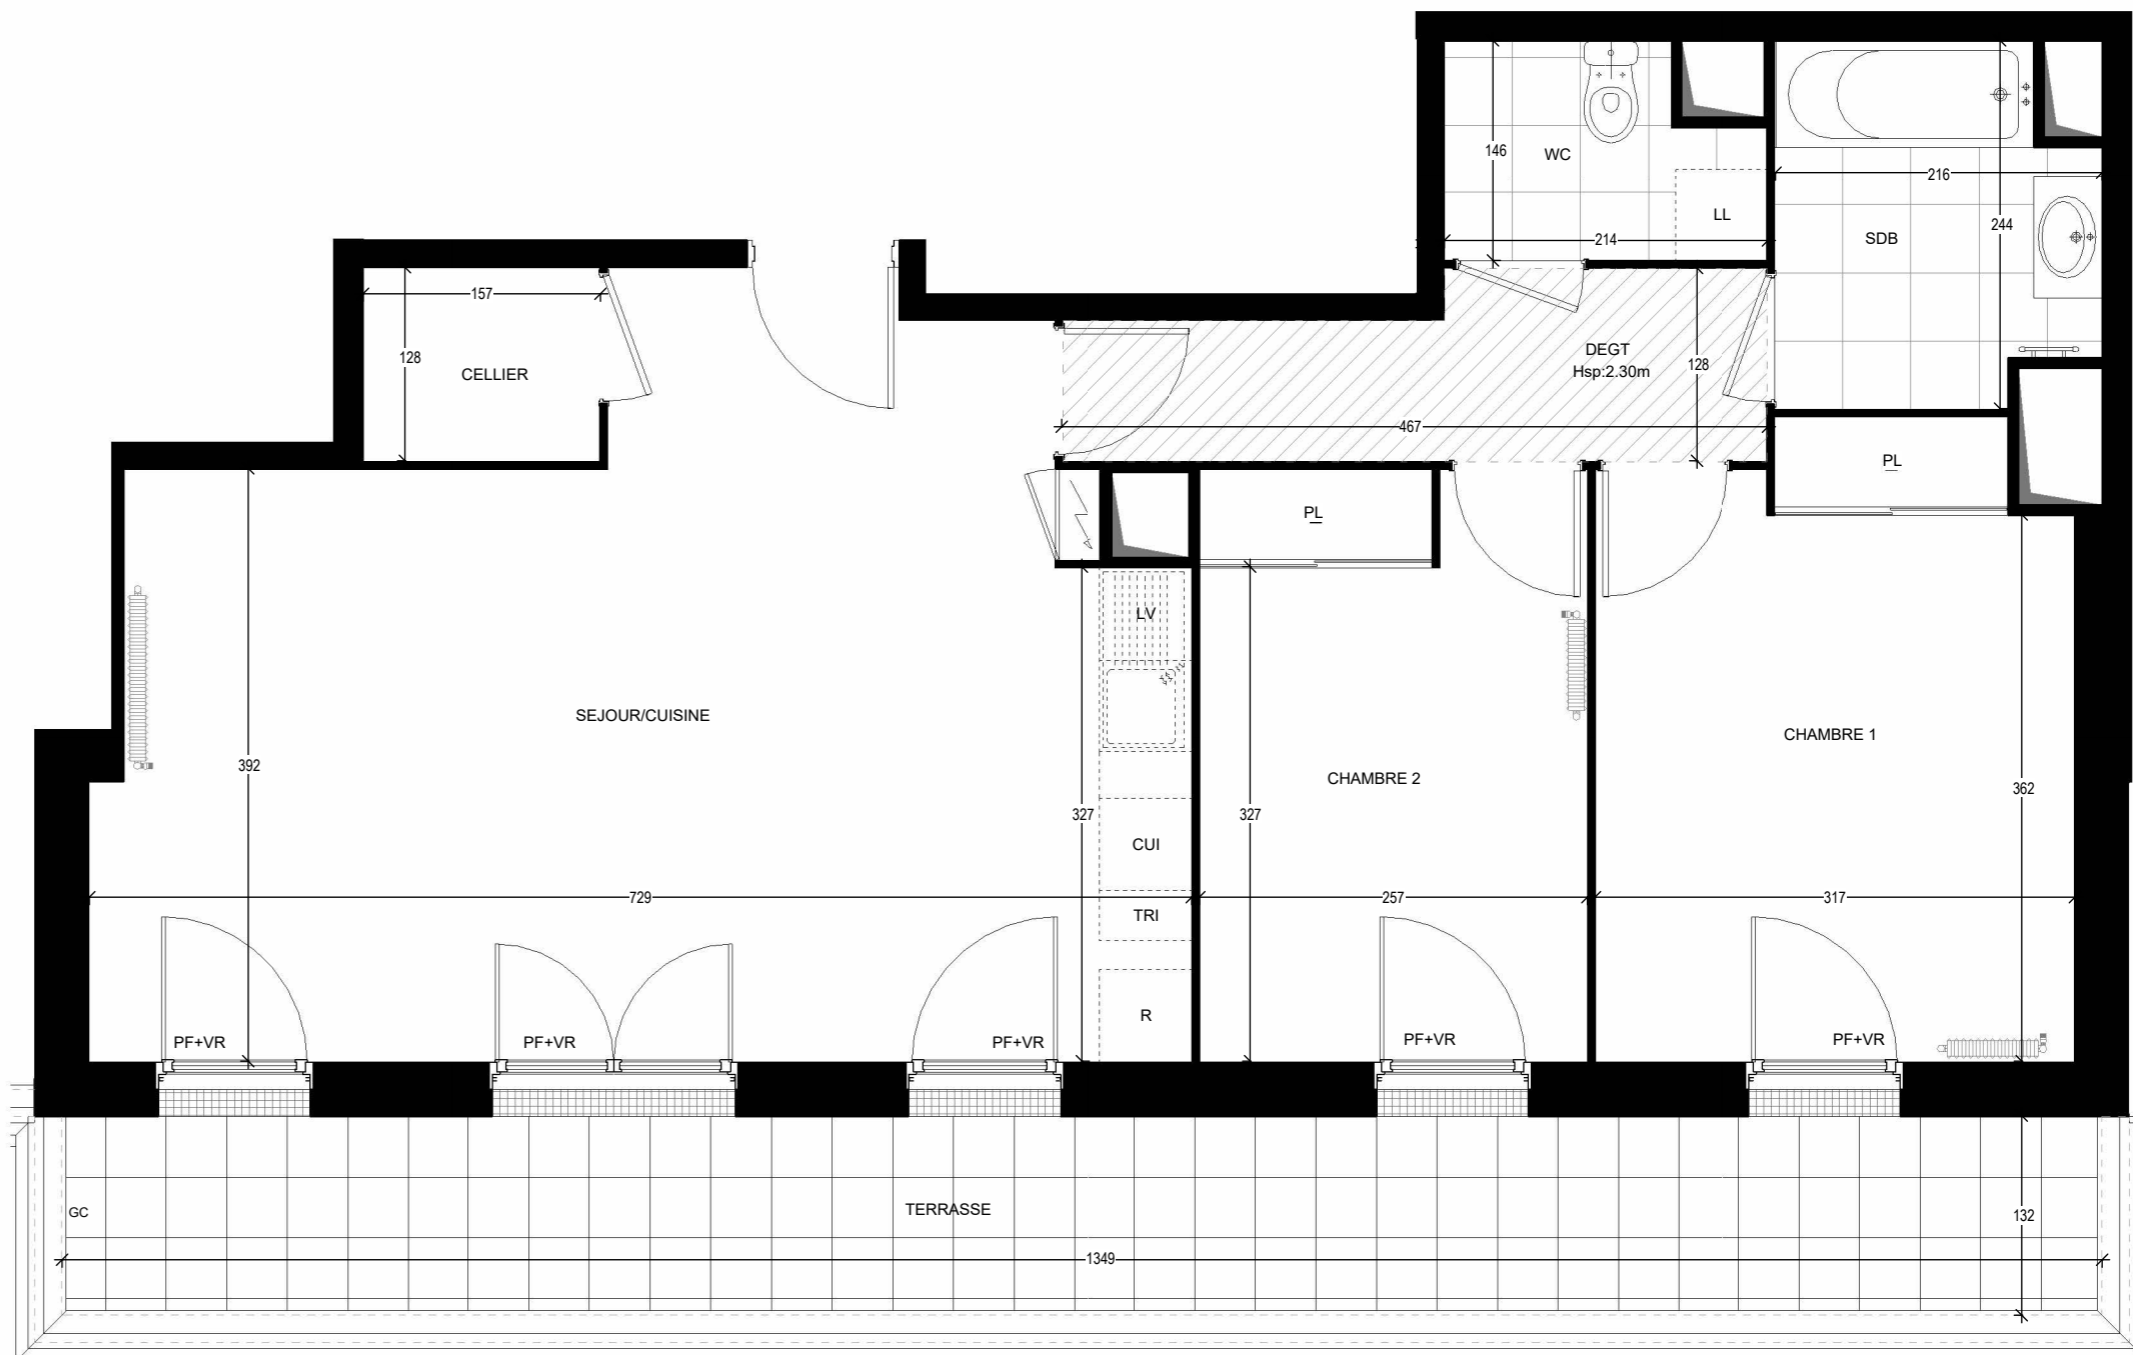 146
WC
216
LL
244
214
SDB
157
128
CELLIER
DEGT
Hsp:2.30m
128
467
PL
PL
LV
SEJOUR/CUISINE
CHAMBRE 1
392
CHAMBRE 2
362
327
327
CUI
729
257
317
TRI
R
PF+VR
PF+VR
PF+VR
PF+VR
PF+VR
GC
TERRASSE
132
1349